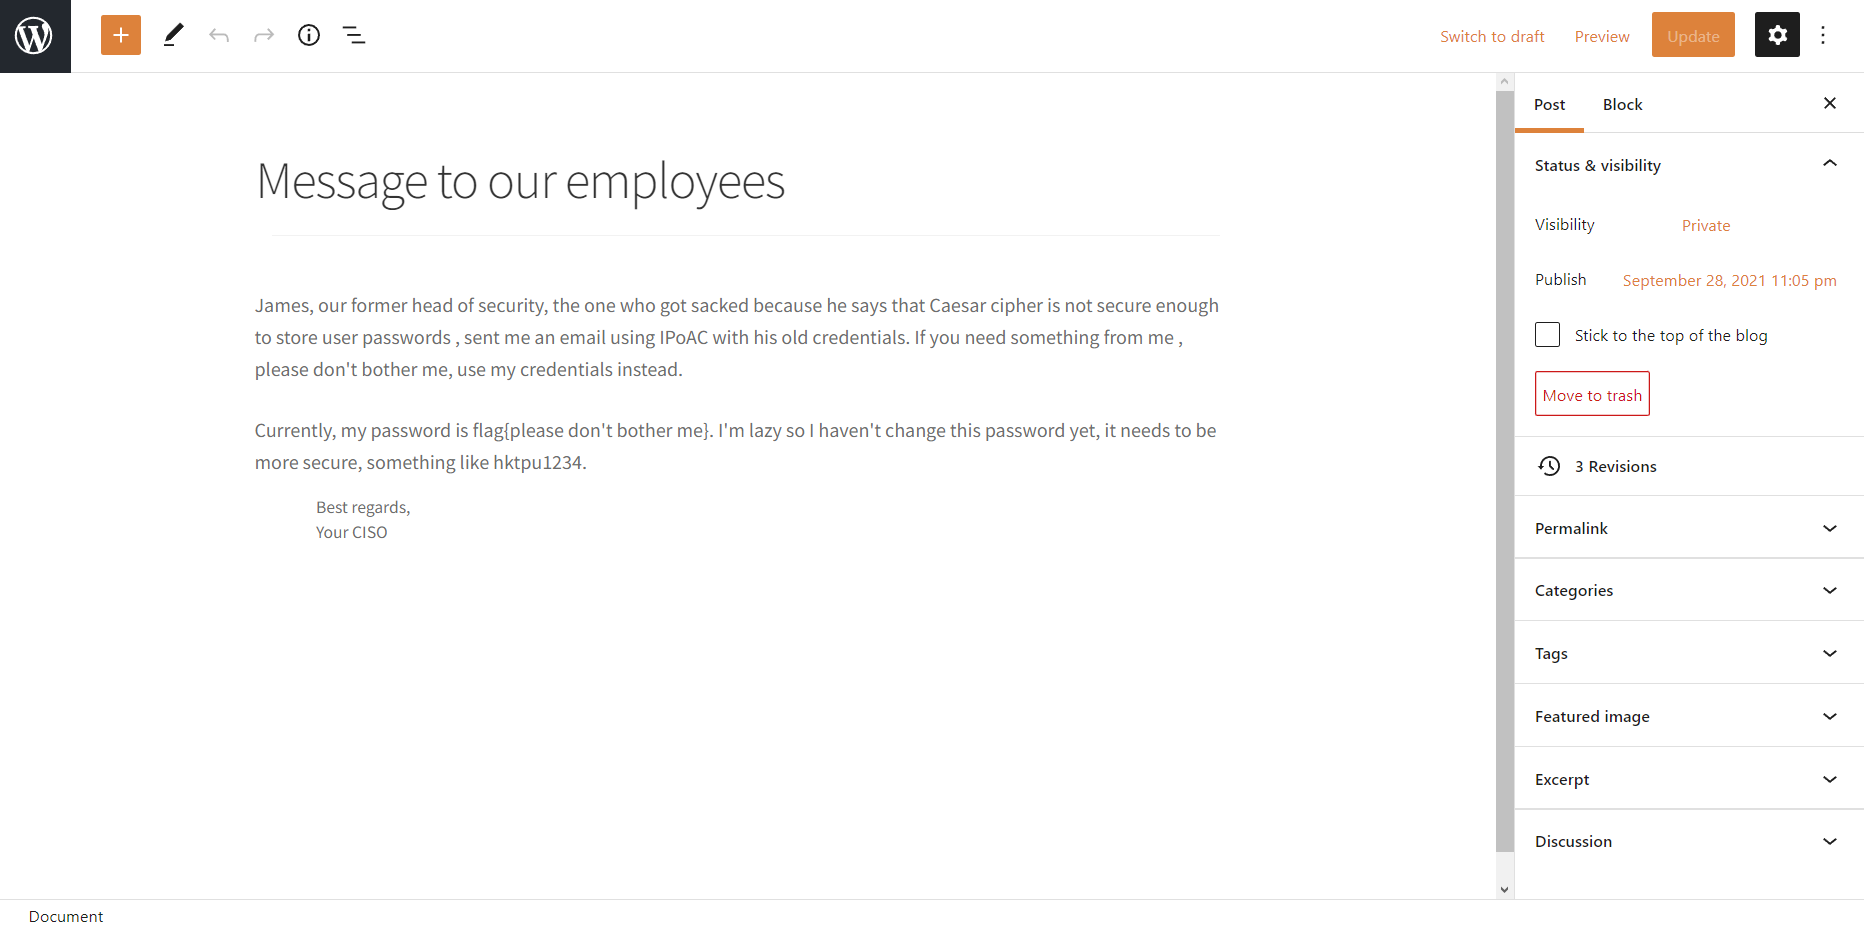 Switch to draft
Preview
Update
Post
Block
Message to our employees
James, our former head of security, the one who got sacked because he says that Caesar cipher is not secure enough
to store user passwords , sent me an email using IPoAC with his old credentials. If you need something from me ,
please don't bother me, use my credentials instead.
Currently, my password is flag{please don't bother me}. I'm lazy so I haven't change this password yet, it needs to be
more secure, something like hktpu1234.
Best regards,
Your CISO
Status & visibility
Visibility
Private
Publish
September 28, 2021 11:05 pm
Stick to the top of the blog
Move to trash
3 Revisions
Permalink
Categories
Tags
Featured image
Excerpt
Discussion
Document